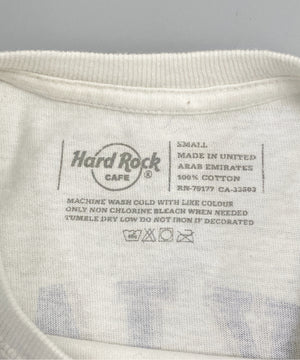 Hard Rock
CAFE ®
SMALL
MADE IN UNITED
ARAB EMIRATES
100% COTTON
RN-79177 CA-33503
MACHINE WASH COLD WITH LIKE COLOUR
ONLY NON CHLORINE BLEACH WHEN NEEDED
TUMBLE DRY LOW DO NOT IRON IF DECORATED